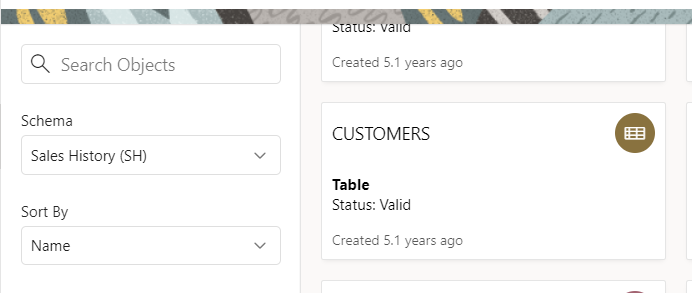 Search Objects
Schema
Sales History (SH)
Sort By
Name
Status: Valid
Created 5.1 years ago
CUSTOMERS
Table
Status: Valid
Created 5.1 years ago